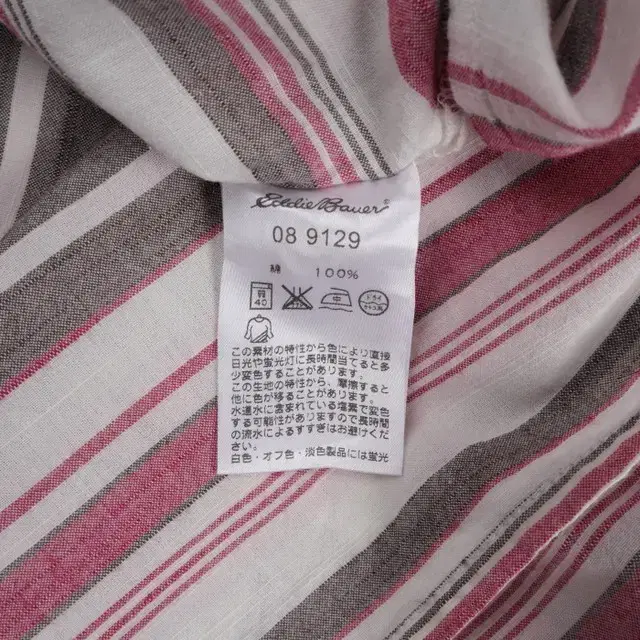 Eddie Bauer®
08 9129
綿 100%
40 中 ドライ
この素材の特性から色により直接
日光や蛍光灯に長時間当てると多
少変色することがあります。
この生地の特性から、摩擦すると
他に色が移ることがあります。
水道水に含まれている塩素で変色
する可能性がありますので長時間
の流水によるすすぎはお避けくだ
さい。
白色・オフ色・淡色製品には蛍光